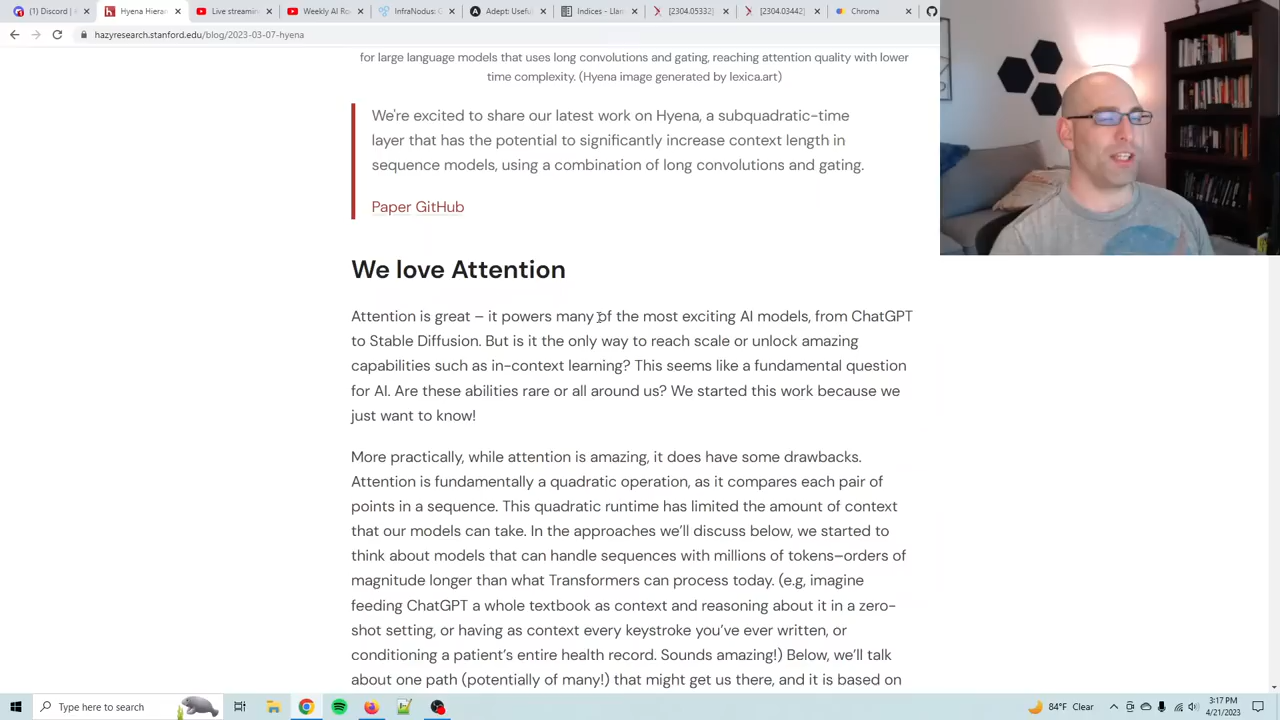 (1) Discord |
Hyena Hierar
Live streamin
Weekly AI Ro
InfraNodus: C
Adept: Useful
Indices - Llam
[2304.05332]
[2304.03442]
Chroma
hazyresearch.stanford.edu/blog/2023-03-07-hyena
for large language models that uses long convolutions and gating, reaching attention quality with lower
time complexity. (Hyena image generated by lexica.art)
We're excited to share our latest work on Hyena, a subquadratic-time
layer that has the potential to significantly increase context length in
sequence models, using a combination of long convolutions and gating.
Paper GitHub
We love Attention
Attention is great – it powers many of the most exciting AI models, from ChatGPT
to Stable Diffusion. But is it the only way to reach scale or unlock amazing
capabilities such as in-context learning? This seems like a fundamental question
for AI. Are these abilities rare or all around us? We started this work because we
just want to know!
More practically, while attention is amazing, it does have some drawbacks.
Attention is fundamentally a quadratic operation, as it compares each pair of
points in a sequence. This quadratic runtime has limited the amount of context
that our models can take. In the approaches we'll discuss below, we started to
think about models that can handle sequences with millions of tokens–orders of
magnitude longer than what Transformers can process today. (e.g, imagine
feeding ChatGPT a whole textbook as context and reasoning about it in a zero-
shot setting, or having as context every keystroke you've ever written, or
conditioning a patient's entire health record. Sounds amazing!) Below, we'll talk
about one path (potentially of many!) that might get us there, and it is based on
Type here to search
84°F Clear
3:17 PM
4/21/2023